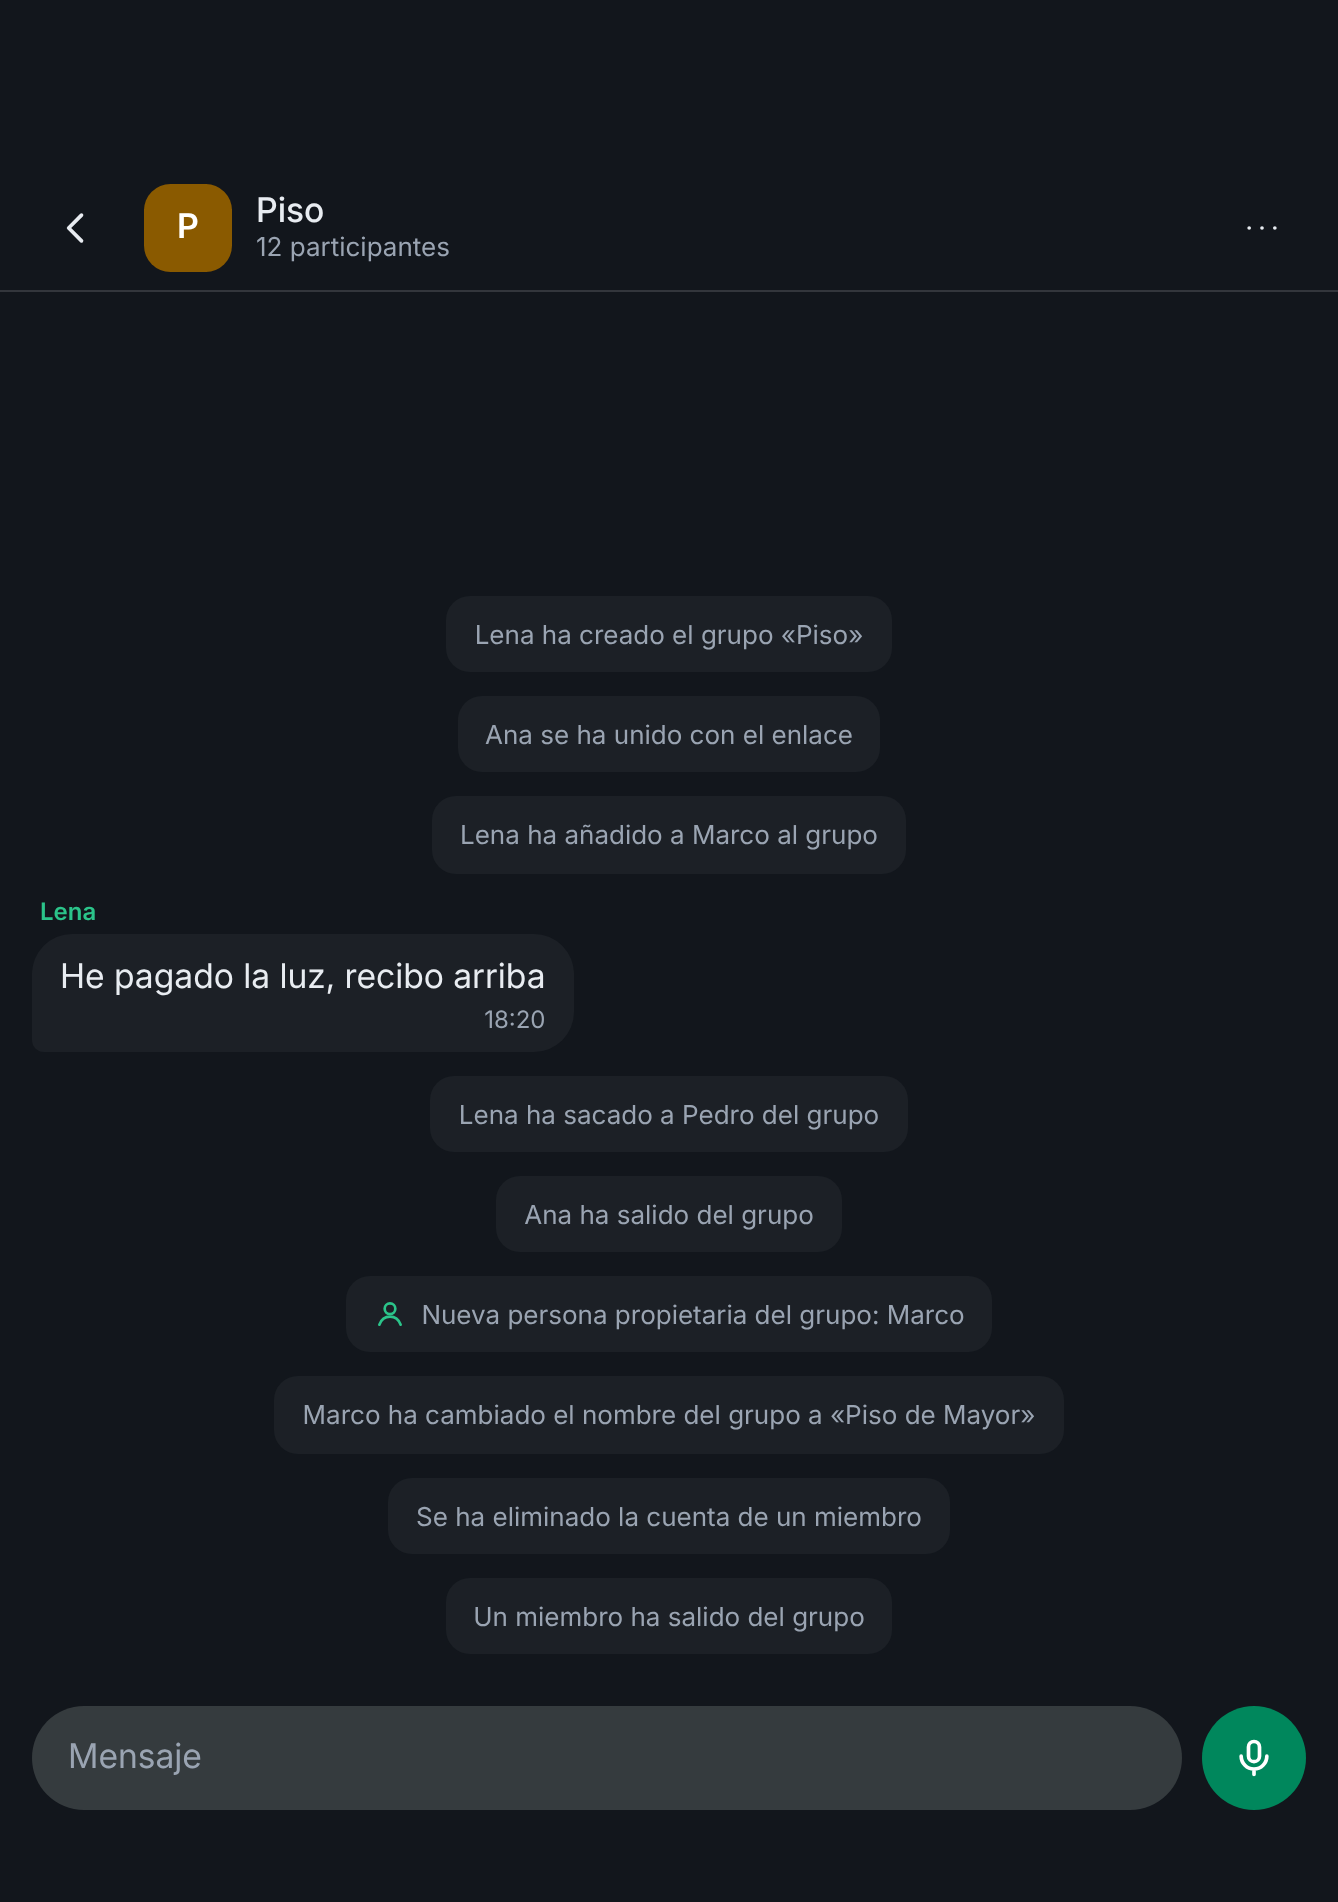 P
Piso
12 participantes
Lena ha creado el grupo «Piso»
Ana se ha unido con el enlace
Lena ha añadido a Marco al grupo
Lena
He pagado la luz, recibo arriba
18:20
Lena ha sacado a Pedro del grupo
Ana ha salido del grupo
Nueva persona propietaria del grupo: Marco
Marco ha cambiado el nombre del grupo a «Piso de Mayor»
Se ha eliminado la cuenta de un miembro
Un miembro ha salido del grupo
Mensaje